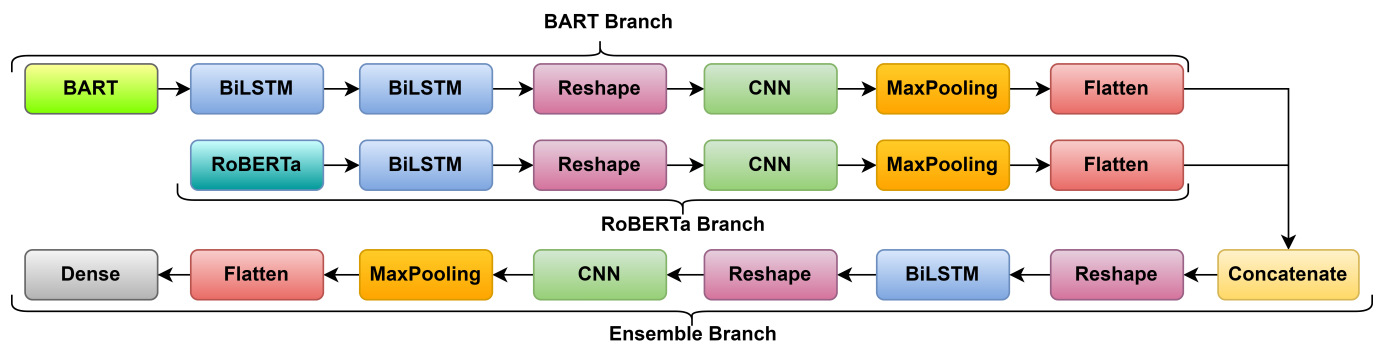 BART Branch
BART BiLSTM BiLSTM Reshape CNN MaxPooling Flatten
RoBERTa BiLSTM Reshape CNN MaxPooling Flatten
RoBERTa Branch
Dense Flatten MaxPooling CNN Reshape BiLSTM Reshape Concatenate
Ensemble Branch